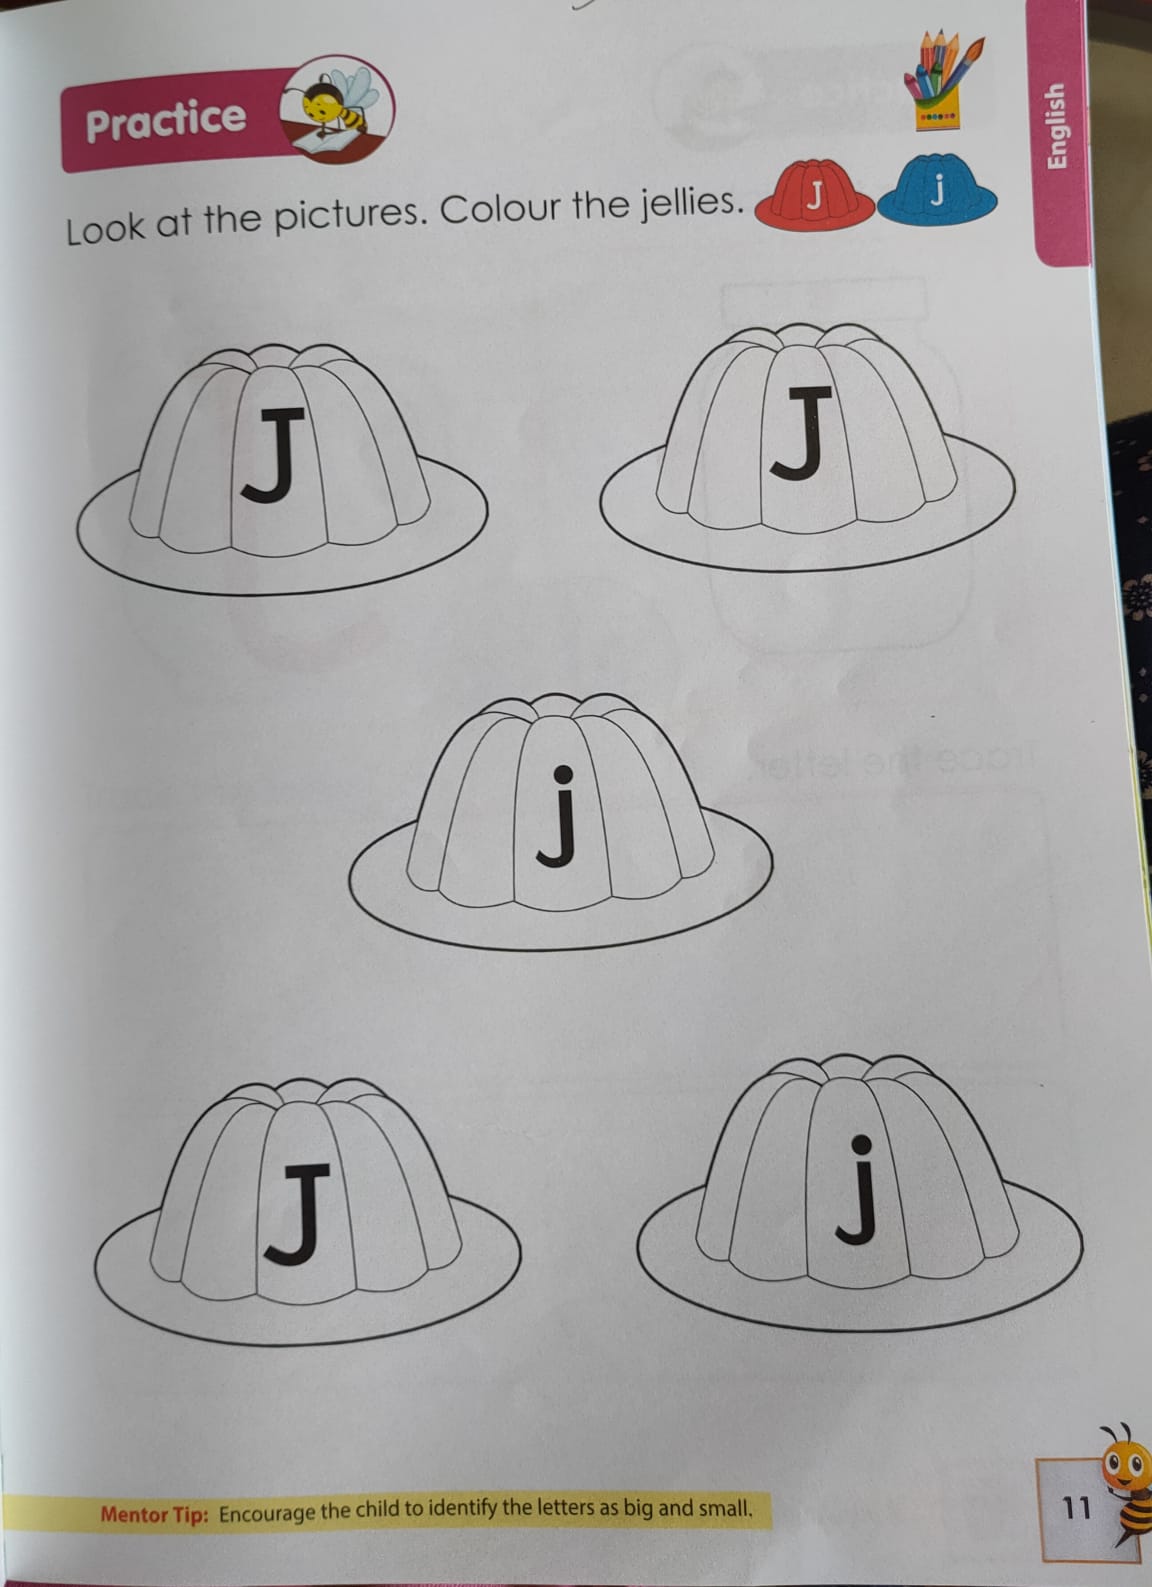 English
Practice
Look at the pictures. Colour the jellies. J j
J J
j
J j
Mentor Tip: Encourage the child to identify the letters as big and small.
11